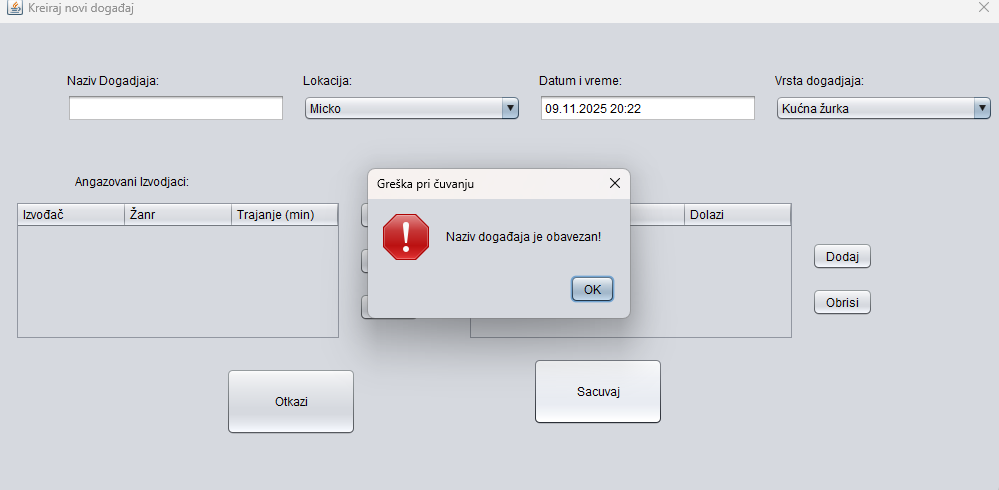 Kreiraj novi događaj
Naziv Dogadjaja:
Lokacija:
Datum i vreme:
Vrsta dogadjaja:
Micko
09.11.2025 20:22
Kućna žurka
Angazovani Izvodjaci:
Greška pri čuvanju
Izvođač
Žanr
Trajanje (min)
Dolazi
Naziv događaja je obavezan!
Dodaj
OK
Obrisi
Otkazi
Sacuvaj